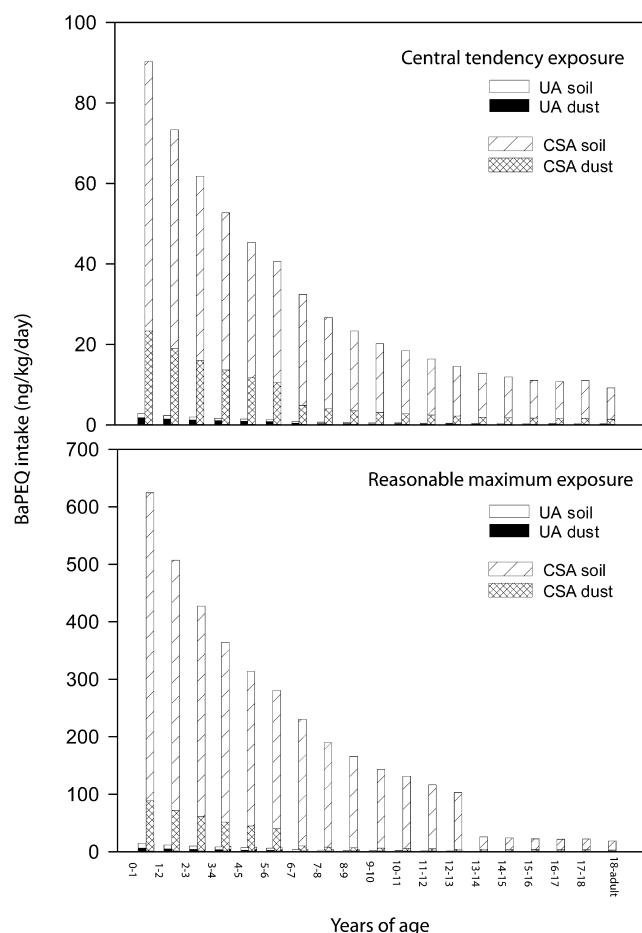 100
80
60
40
20
0
Central tendency exposure
UA soil
UA dust
CSA soil
CSA dust
BaPEQ intake (ng/kg/day)
700
600
500
400
300
200
100
0
Reasonable maximum exposure
UA soil
UA dust
CSA soil
CSA dust
0-1
1-2
2-3
3-4
4-5
5-6
6-7
7-8
8-9
9-10
10-11
11-12
12-13
13-14
14-15
15-16
16-17
17-18
18-adult
Years of age